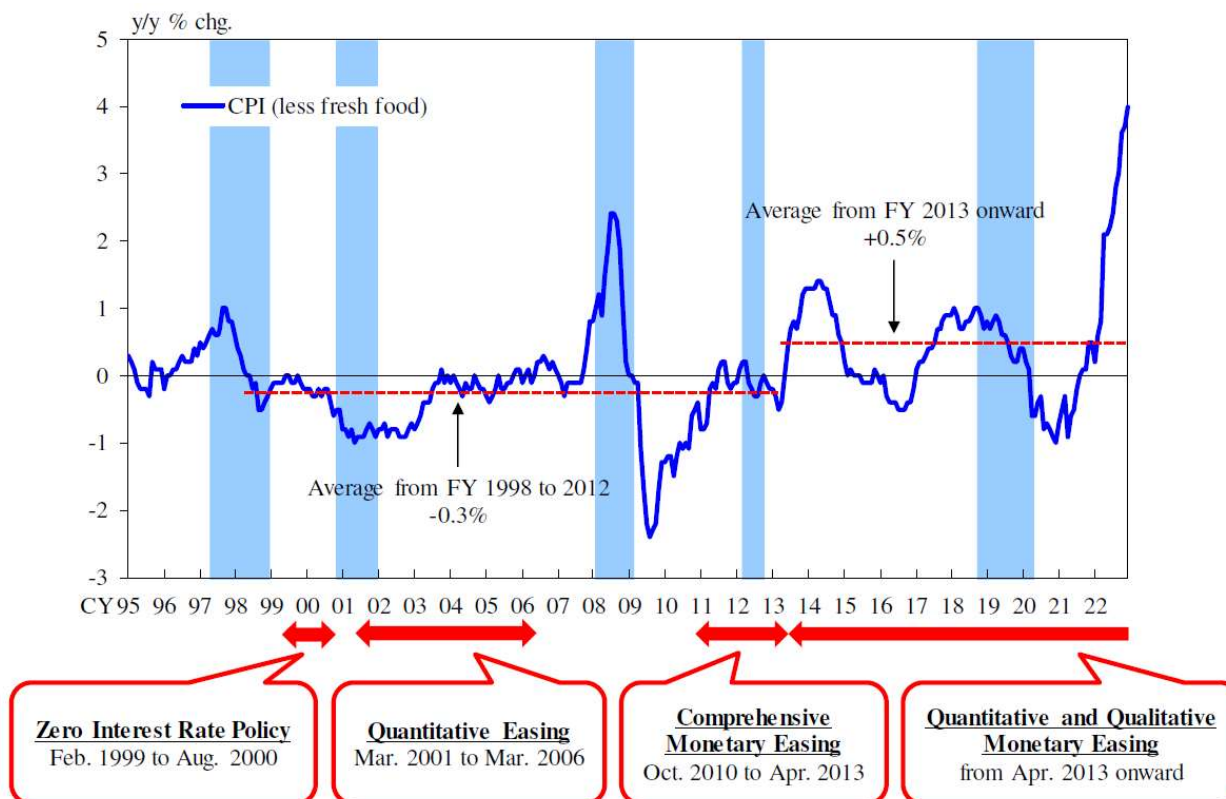 y/y % chg.
5
4
3
2
1
0
-1
-2
-3
CPI (less fresh food)
Average from FY 2013 onward
+0.5%
Average from FY 1998 to 2012
-0.3%
CY95 96 97 98 99 00 01 02 03 04 05 06 07 08 09 10 11 12 13 14 15 16 17 18 19 20 21 22
Zero Interest Rate Policy
Feb. 1999 to Aug. 2000
Quantitative Easing
Mar. 2001 to Mar. 2006
Comprehensive
Monetary Easing
Oct. 2010 to Apr. 2013
Quantitative and Qualitative
Monetary Easing
from Apr. 2013 onward